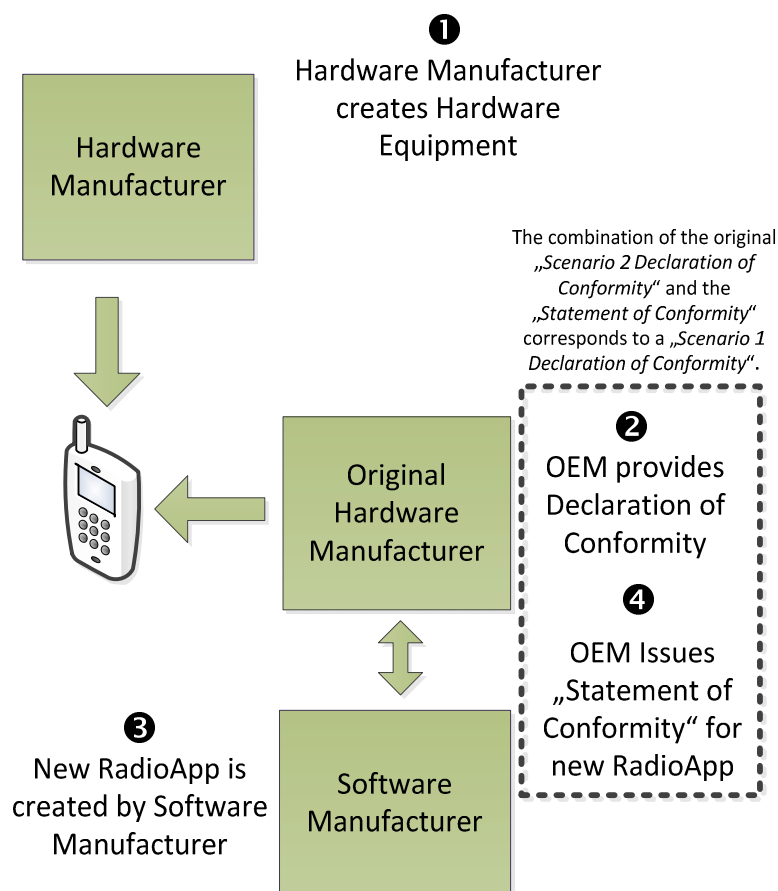 ❶
Hardware Manufacturer
creates Hardware
Equipment
Hardware
Manufacturer
The combination of the original
„Scenario 2 Declaration of
Conformity“ and the
„Statement of Conformity“
corresponds to a „Scenario 1
Declaration of Conformity“.
❷
OEM provides
Declaration of
Conformity
Original
Hardware
Manufacturer
❹
OEM Issues
„Statement of
Conformity“ for
new RadioApp
❸
New RadioApp is
created by Software
Manufacturer
Software
Manufacturer